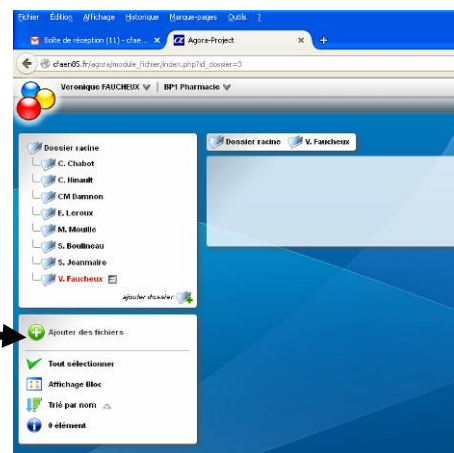 Fichier Édition Affichage Historique Marque-pages Outils ?
Boîte de réception (11) - cfae... × Agora-Project × +
cfaen85.fr/agora/module_fichier/index.php?id_dossier=3
Veronique FAUCHEUX | BP1 Pharmacie
Dossier racine
C. Chabot
C. Hinault
CM Damnon
E. Leroux
M. Mouille
S. Boulineau
S. Jeanmaire
V. Faucheux
ajouter dossier
Dossier racine V. Faucheux
Ajouter des fichiers
Tout sélectionner
Affichage Bloc
Trié par nom
0 élément